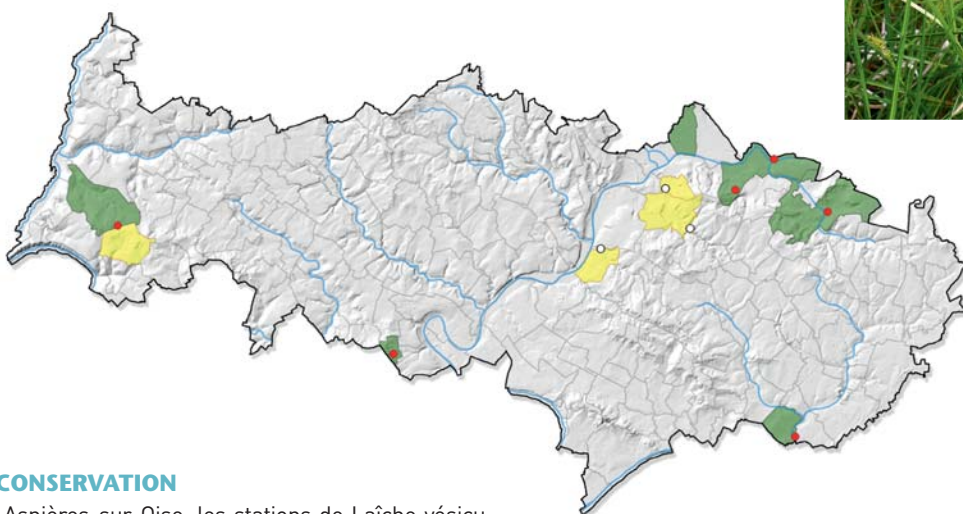 CONSERVATION
Asnières-sur-Oise, les stations de Laîche vésicu-